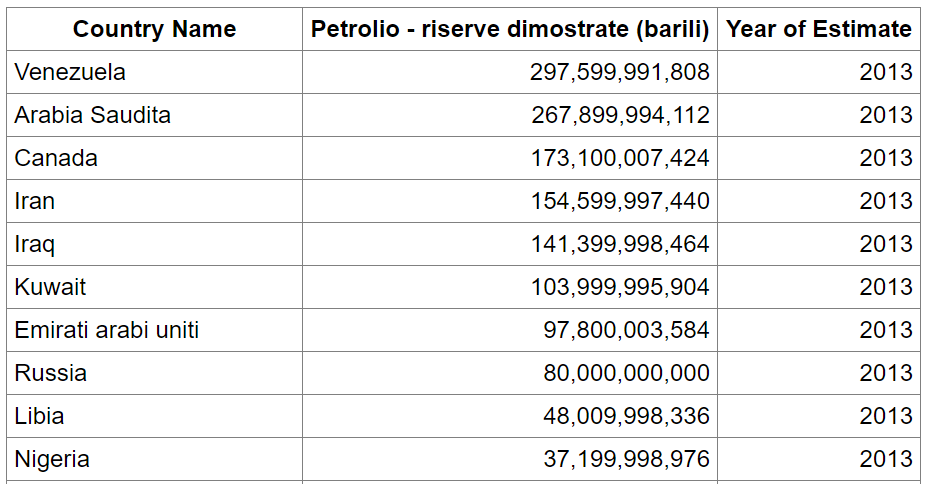 Country Name Petrolio - riserve dimostrate (barili) Year of Estimate
Venezuela 297,599,991,808 2013
Arabia Saudita 267,899,994,112 2013
Canada 173,100,007,424 2013
Iran 154,599,997,440 2013
Iraq 141,399,998,464 2013
Kuwait 103,999,995,904 2013
Emirati arabi uniti 97,800,003,584 2013
Russia 80,000,000,000 2013
Libia 48,009,998,336 2013
Nigeria 37,199,998,976 2013